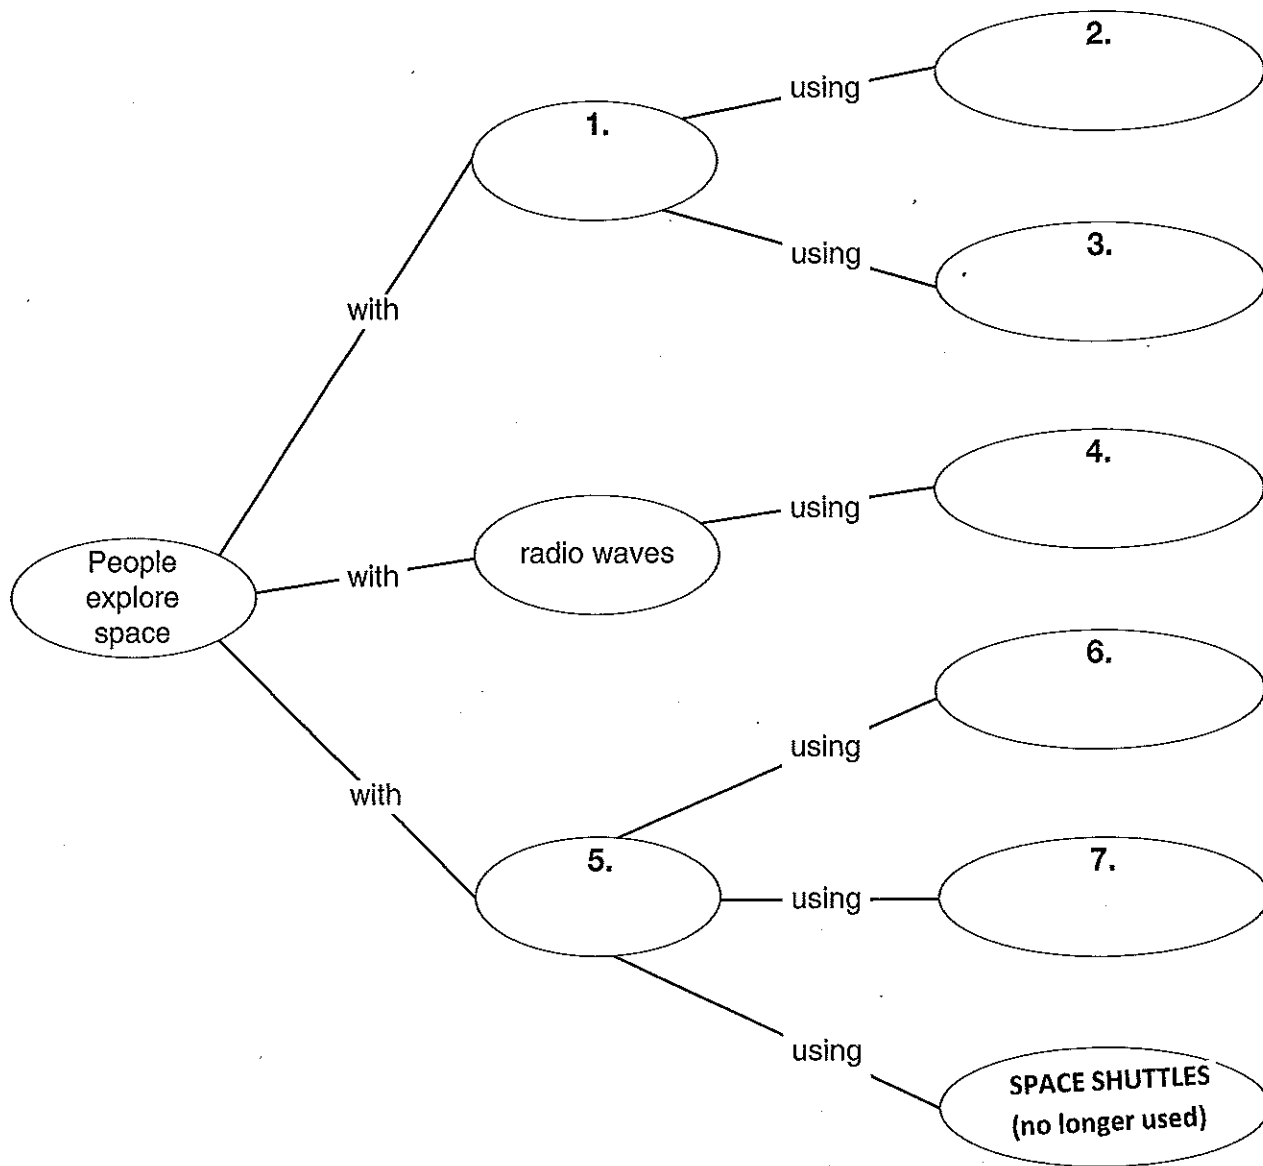 2.
using
1.
using
3.
with
4.
using
radio waves
People
explore
space
with
6.
using
with
5.
using
7.
using
SPACE SHUTTLES
(no longer used)